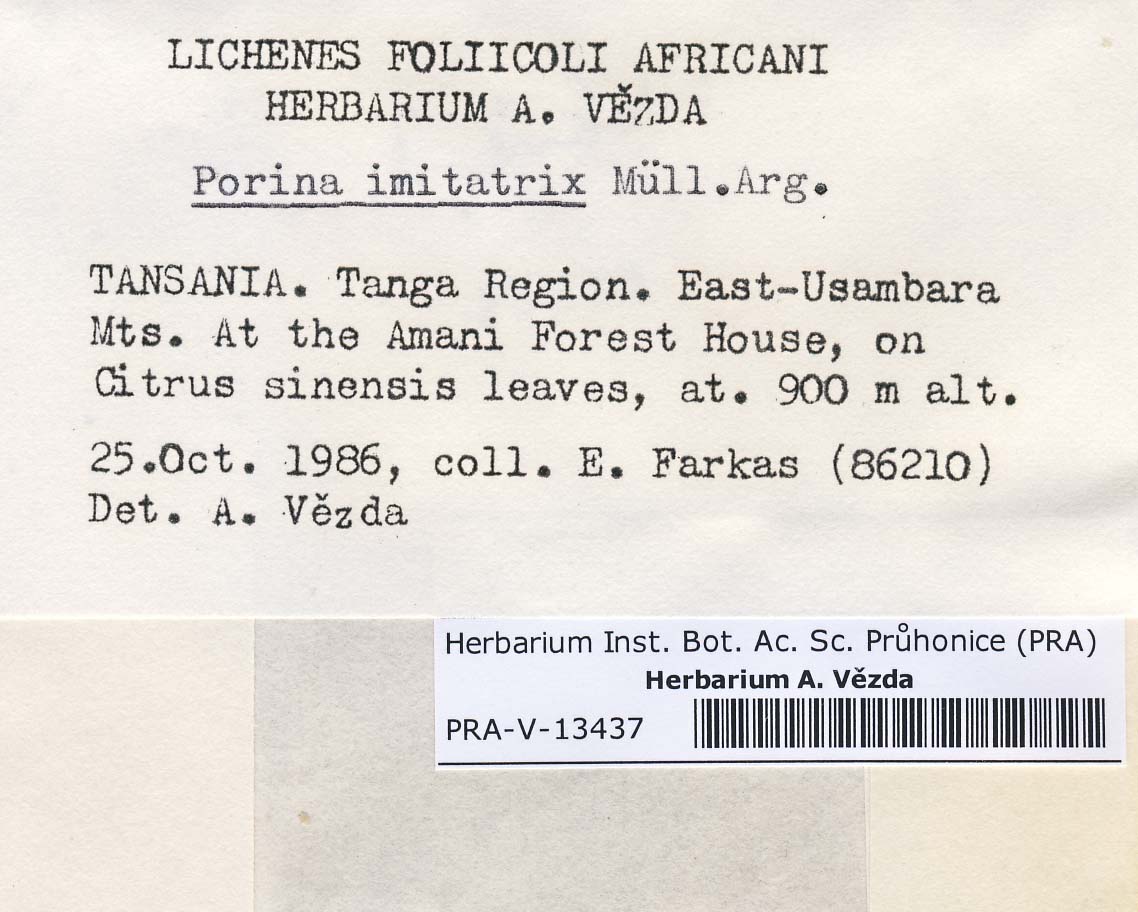 LICHENES FOLIICOLI AFRICANI
HERBARIUM A. VĚZDA
Porina imitatrix Müll.Arg.
TANSANIA. Tanga Region. East-Usambara
Mts. At the Amani Forest House, on
Citrus sinensis leaves, at. 900 m alt.
25.Oct. 1986, coll. E. Farkas (86210)
Det. A. Vězda
Herbarium Inst. Bot. Ac. Sc. Průhonice (PRA)
Herbarium A. Vězda
PRA-V-13437